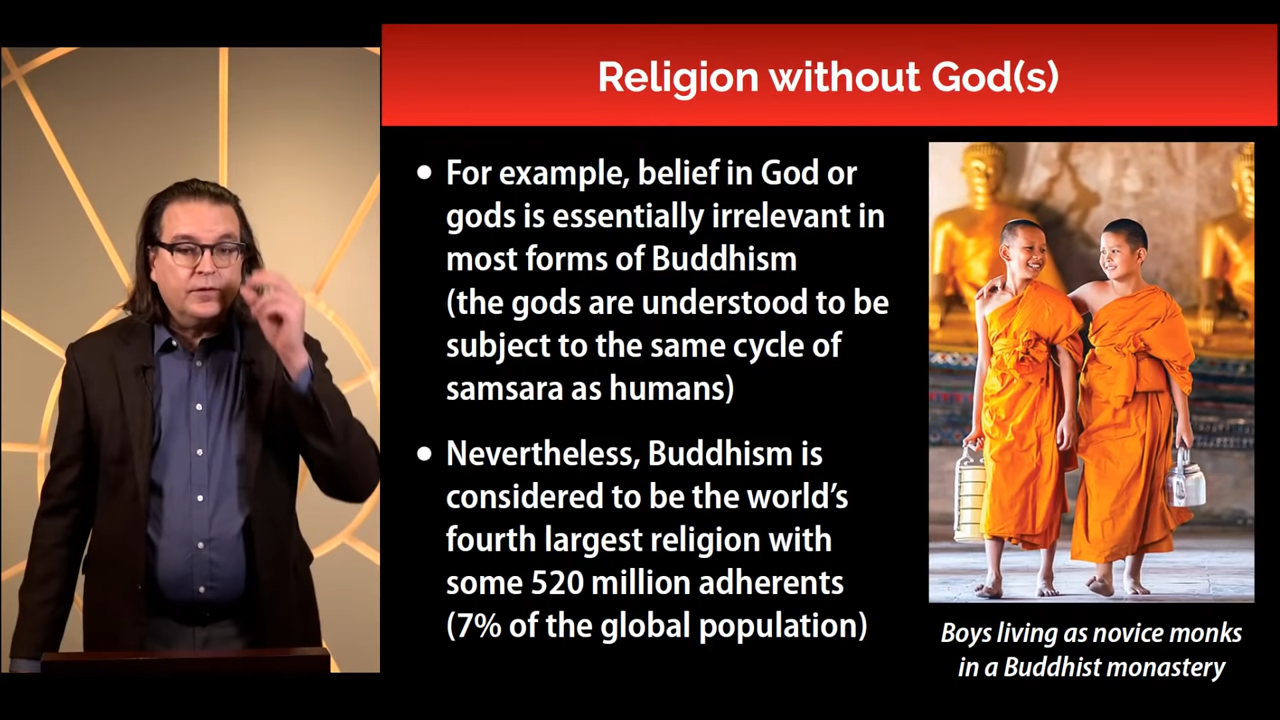 Religion without God(s)
• For example, belief in God or
gods is essentially irrelevant in
most forms of Buddhism
(the gods are understood to be
subject to the same cycle of
samsara as humans)
• Nevertheless, Buddhism is
considered to be the world’s
fourth largest religion with
some 520 million adherents
(7% of the global population)
Boys living as novice monks
in a Buddhist monastery